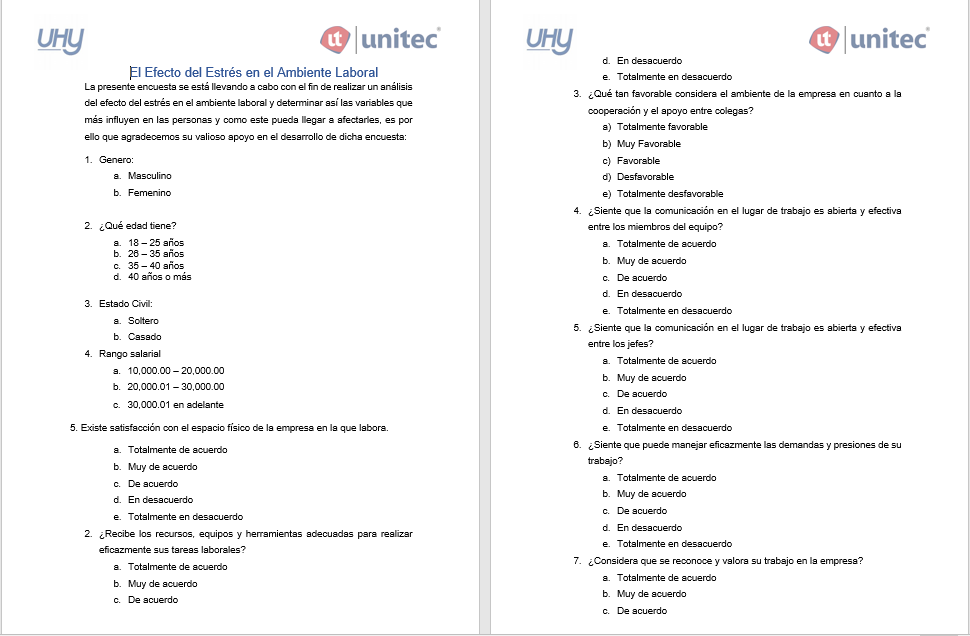 UHY
ut unitec
El Efecto del Estrés en el Ambiente Laboral
La presente encuesta se está llevando a cabo con el fin de realizar un análisis
del efecto del estrés en el ambiente laboral y determinar así las variables que
más influyen en las personas y como este pueda llegar a afectarles, es por
ello que agradecemos su valioso apoyo en el desarrollo de dicha encuesta:
1. Genero:
a. Masculino
b. Femenino
2. ¿Qué edad tiene?
a. 18 – 25 años
b. 26 – 35 años
c. 35 – 40 años
d. 40 años o más
3. Estado Civil:
a. Soltero
b. Casado
4. Rango salarial
a. 10,000.00 – 20,000.00
b. 20,000.01 – 30,000.00
c. 30,000.01 en adelante
5. Existe satisfacción con el espacio físico de la empresa en la que labora.
a. Totalmente de acuerdo
b. Muy de acuerdo
c. De acuerdo
d. En desacuerdo
e. Totalmente en desacuerdo
2. ¿Recibe los recursos, equipos y herramientas adecuadas para realizar
eficazmente sus tareas laborales?
a. Totalmente de acuerdo
b. Muy de acuerdo
c. De acuerdo
UHY
ut unitec
d. En desacuerdo
e. Totalmente en desacuerdo
3. ¿Qué tan favorable considera el ambiente de la empresa en cuanto a la
cooperación y el apoyo entre colegas?
a) Totalmente favorable
b) Muy Favorable
c) Favorable
d) Desfavorable
e) Totalmente desfavorable
4. ¿Siente que la comunicación en el lugar de trabajo es abierta y efectiva
entre los miembros del equipo?
a. Totalmente de acuerdo
b. Muy de acuerdo
c. De acuerdo
d. En desacuerdo
e. Totalmente en desacuerdo
5. ¿Siente que la comunicación en el lugar de trabajo es abierta y efectiva
entre los jefes?
a. Totalmente de acuerdo
b. Muy de acuerdo
c. De acuerdo
d. En desacuerdo
e. Totalmente en desacuerdo
6. ¿Siente que puede manejar eficazmente las demandas y presiones de su
trabajo?
a. Totalmente de acuerdo
b. Muy de acuerdo
c. De acuerdo
d. En desacuerdo
e. Totalmente en desacuerdo
7. ¿Considera que se reconoce y valora su trabajo en la empresa?
a. Totalmente de acuerdo
b. Muy de acuerdo
c. De acuerdo